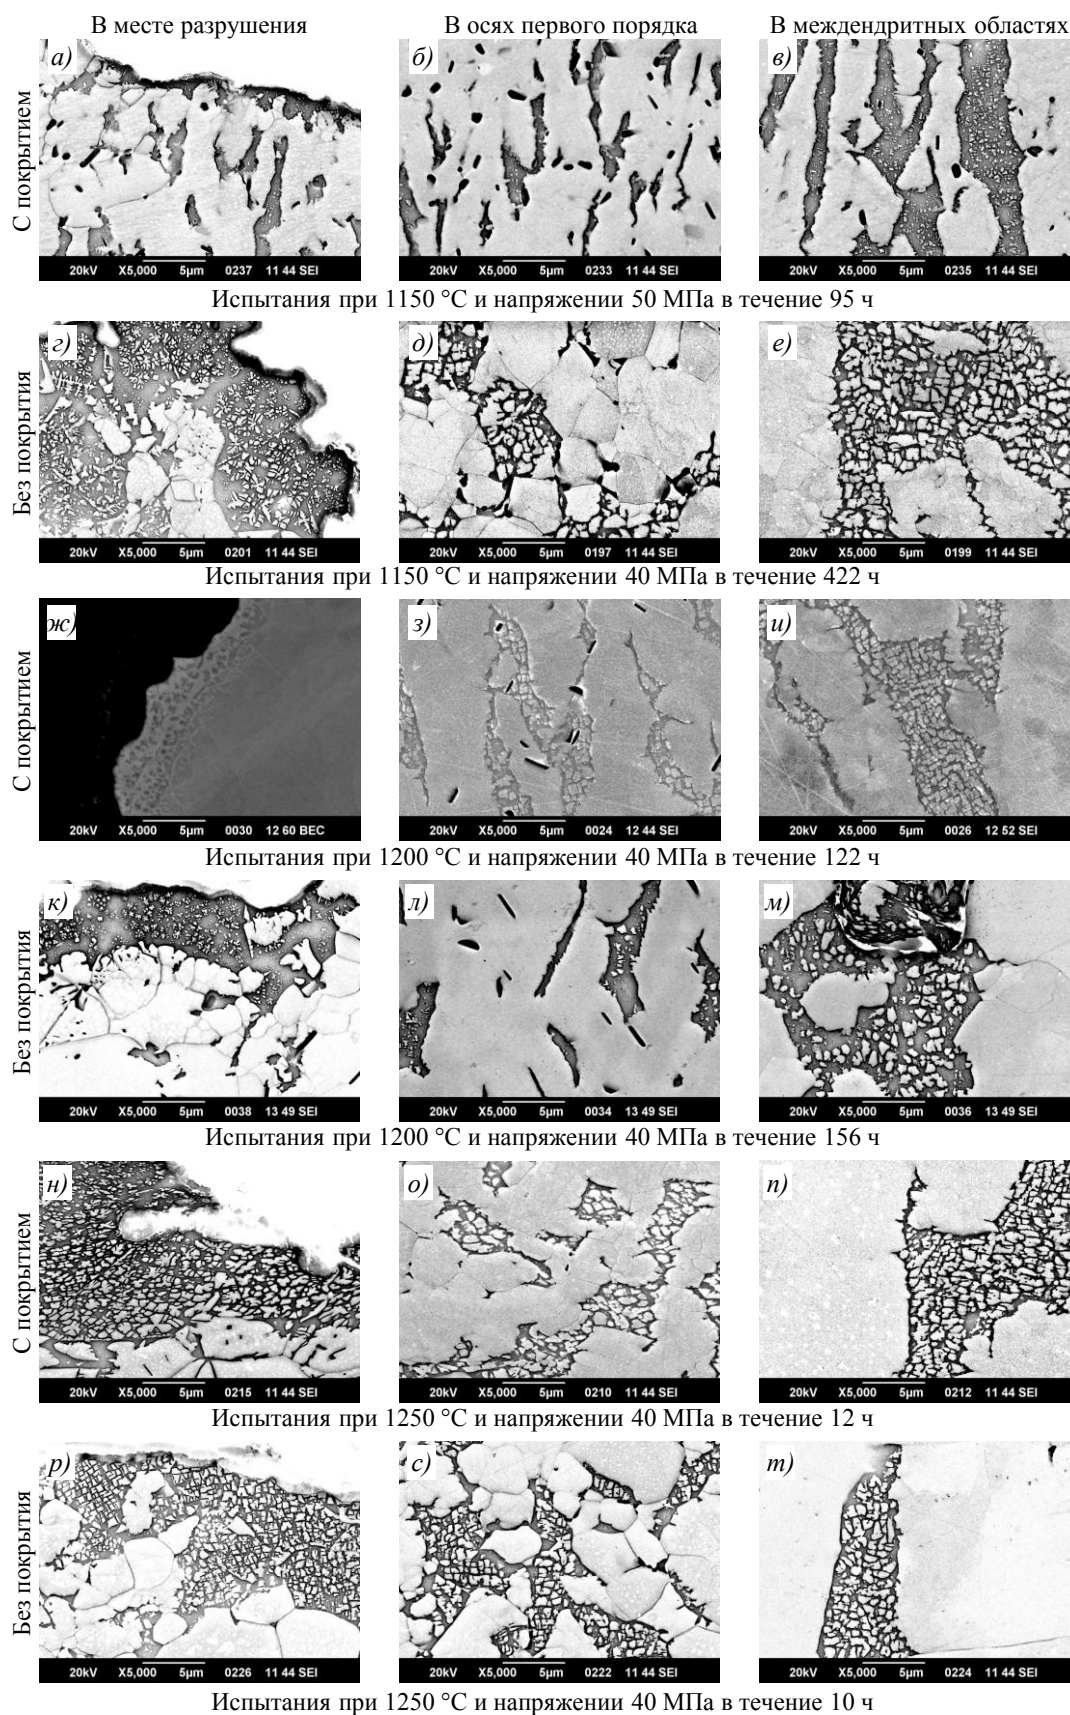 В месте разрушения В осях первого порядка В междендритных областях
С покрытием
а) б) в)
20kV X5,000 5µm 0237 11 44 SEI
20kV X5,000 5µm 0233 11 44 SEI
20kV X5,000 5µm 0235 11 44 SEI
Испытания при 1150 °С и напряжении 50 МПа в течение 95 ч
Без покрытия
г) д) е)
20kV X5,000 5µm 0201 11 44 SEI
20kV X5,000 5µm 0197 11 44 SEI
20kV X5,000 5µm 0199 11 44 SEI
Испытания при 1150 °С и напряжении 40 МПа в течение 422 ч
С покрытием
ж) з) и)
20kV X5,000 5µm 0030 12 60 BEC
20kV X5,000 5µm 0024 12 44 SEI
20kV X5,000 5µm 0026 12 52 SEI
Испытания при 1200 °С и напряжении 40 МПа в течение 122 ч
Без покрытия
к) л) м)
20kV X5,000 5µm 0038 13 49 SEI
20kV X5,000 5µm 0034 13 49 SEI
20kV X5,000 5µm 0036 13 49 SEI
Испытания при 1200 °С и напряжении 40 МПа в течение 156 ч
С покрытием
н) о) п)
20kV X5,000 5µm 0215 11 44 SEI
20kV X5,000 5µm 0210 11 44 SEI
20kV X5,000 5µm 0212 11 44 SEI
Испытания при 1250 °С и напряжении 40 МПа в течение 12 ч
Без покрытия
р) с) т)
20kV X5,000 5µm 0226 11 44 SEI
20kV X5,000 5µm 0222 11 44 SEI
20kV X5,000 5µm 0224 11 44 SEI
Испытания при 1250 °С и напряжении 40 МПа в течение 10 ч